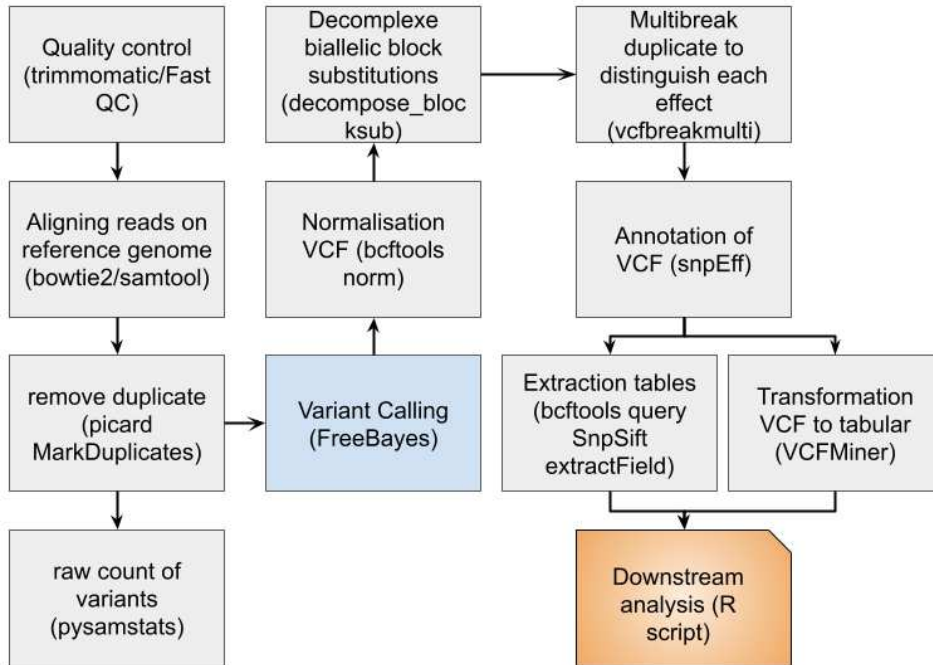 Quality control
(trimmomatic/Fast
QC)
Aligning reads on
reference genome
(bowtie2/samtool)
remove duplicate
(picard
MarkDuplicates)
raw count of
variants
(pysamstats)
Variant Calling
(FreeBayes)
Normalisation
VCF (bcftools
norm)
Decomplexe
biallelic block
substitutions
(decompose_bloc
ksub)
Multibreak
duplicate to
distinguish each
effect
(vcfbreakmulti)
Annotation of
VCF (snpEff)
Extraction tables
(bcftools query
SnpSift
extractField)
Transformation
VCF to tabular
(VCFMiner)
Downstream
analysis (R
script)